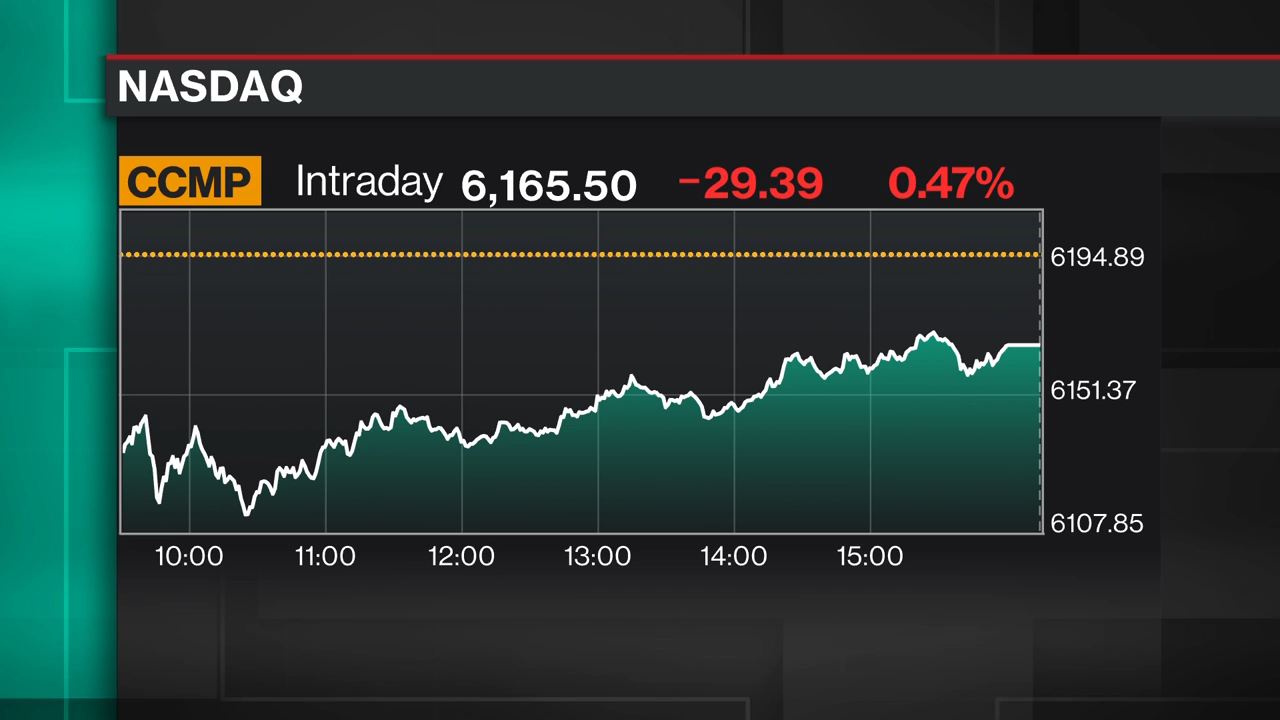 NASDAQ
CCMP Intraday 6,165.50 -29.39 0.47%
6194.89
6151.37
6107.85
10:00 11:00 12:00 13:00 14:00 15:00